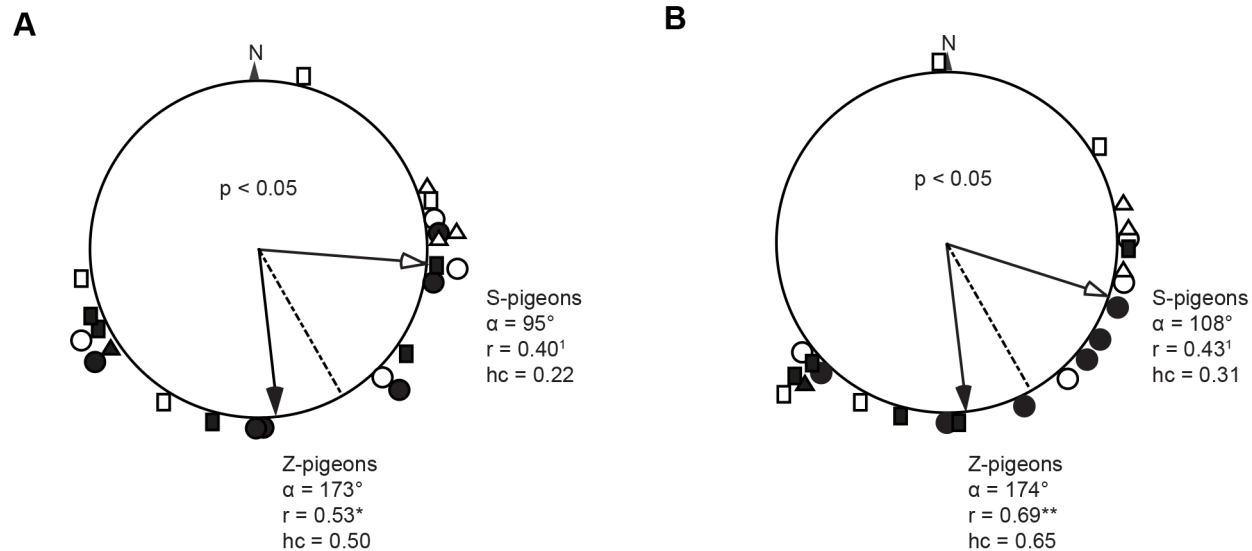 A
N
p < 0.05
S-pigeons
α = 95°
r = 0.40¹
hc = 0.22
Z-pigeons
α = 173°
r = 0.53*
hc = 0.50
B
N
p < 0.05
S-pigeons
α = 108°
r = 0.43¹
hc = 0.31
Z-pigeons
α = 174°
r = 0.69**
hc = 0.65